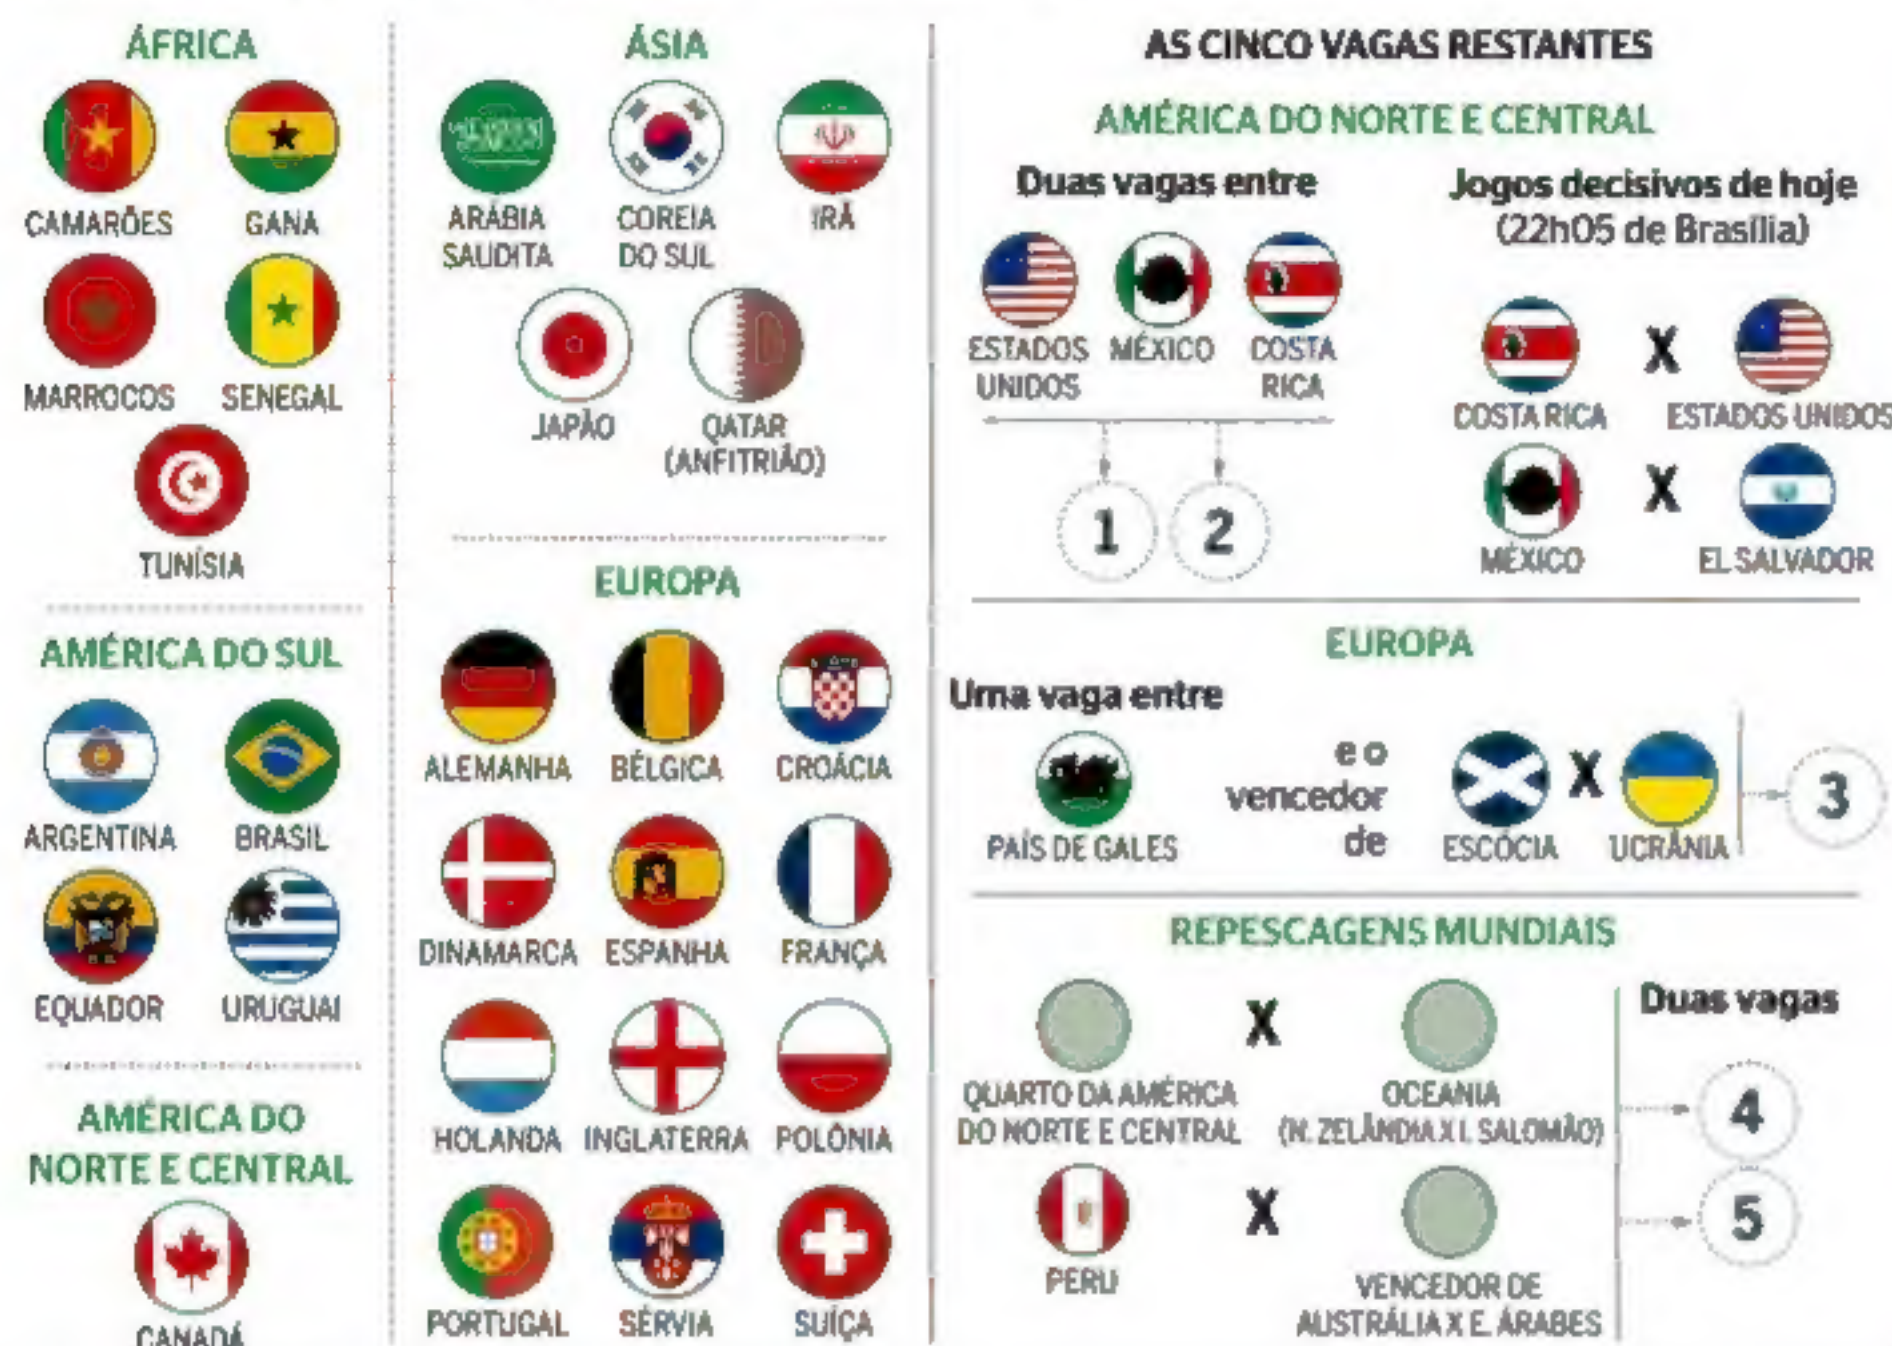 ÁFRICA
CAMARÕES
GANA
MARROCOS
SENEGAL
TUNÍSIA
AMÉRICA DO SUL
ARGENTINA
BRASIL
EQUADOR
URUGUAI
AMÉRICA DO
NORTE E CENTRAL
CANADÁ
ÁSIA
ARÁBIA
SAUDITA
COREIA
DO SUL
IRÃ
JAPÃO
QATAR
(ANFITRIÃO)
EUROPA
ALEMANHA
BÉLGICA
CROÁCIA
DINAMARCA
ESPANHA
FRANÇA
HOLANDA
INGLATERRA
POLÔNIA
PORTUGAL
SÉRVIA
SUÍÇA
AS CINCO VAGAS RESTANTES
AMÉRICA DO NORTE E CENTRAL
Duas vagas entre
ESTADOS
UNIDOS
MÉXICO
COSTA
RICA
1
2
Jogos decisivos de hoje
(22h05 de Brasília)
COSTA RICA
X
ESTADOS UNIDOS
MÉXICO
X
EL SALVADOR
EUROPA
Uma vaga entre
PAÍS DE GALES
e o
vencedor
de
ESCÓCIA
X
UCRÂNIA
3
REPESCAGENS MUNDIAIS
QUARTO DA AMÉRICA
DO NORTE E CENTRAL
X
OCEANIA
(N. ZELÂNDIA X I. SALOMÃO)
PERU
X
VENCEDOR DE
AUSTRÁLIA X E. ÁRABES
Duas vagas
4
5